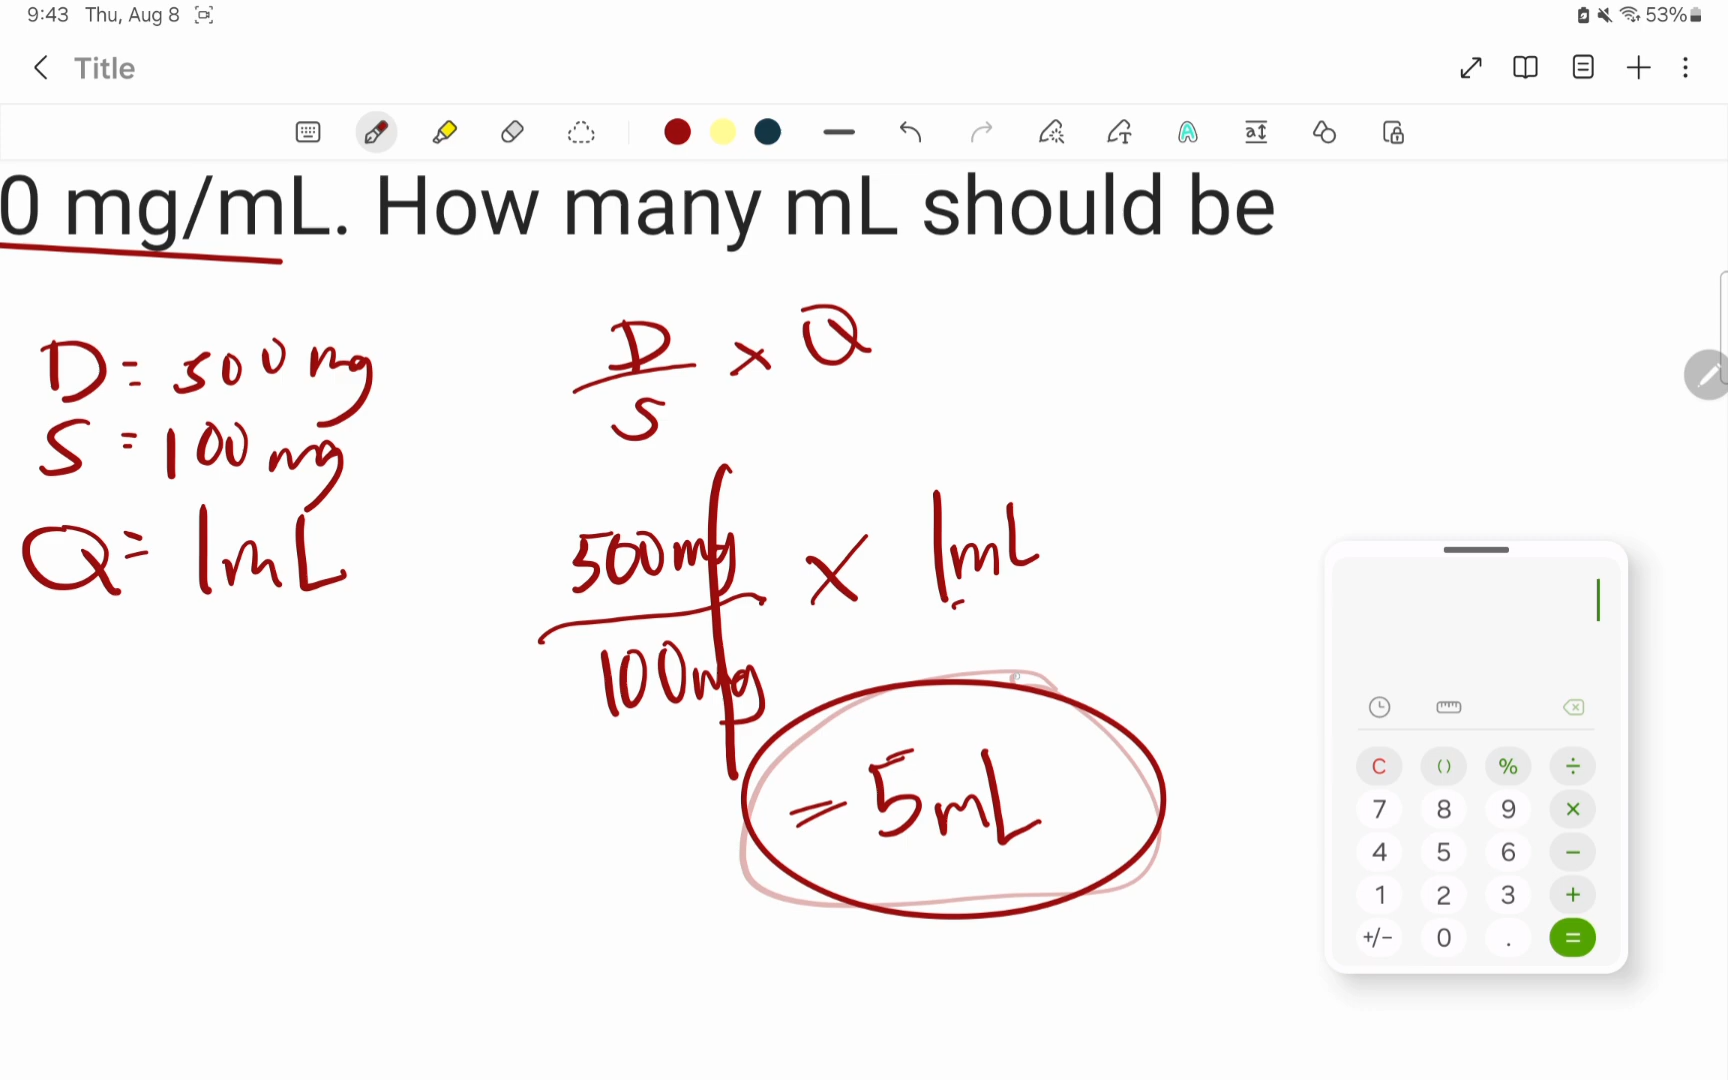 9:43 Thu, Aug 8 53%
Title
0 mg/mL. How many mL should be
D = 500 mg
S = 100 mg
Q = 1mL
D
S
× Q
500mg
100mg
× 1mL
= 5mL
C () % ÷
7 8 9 ×
4 5 6 −
1 2 3 +
+/− 0 . =